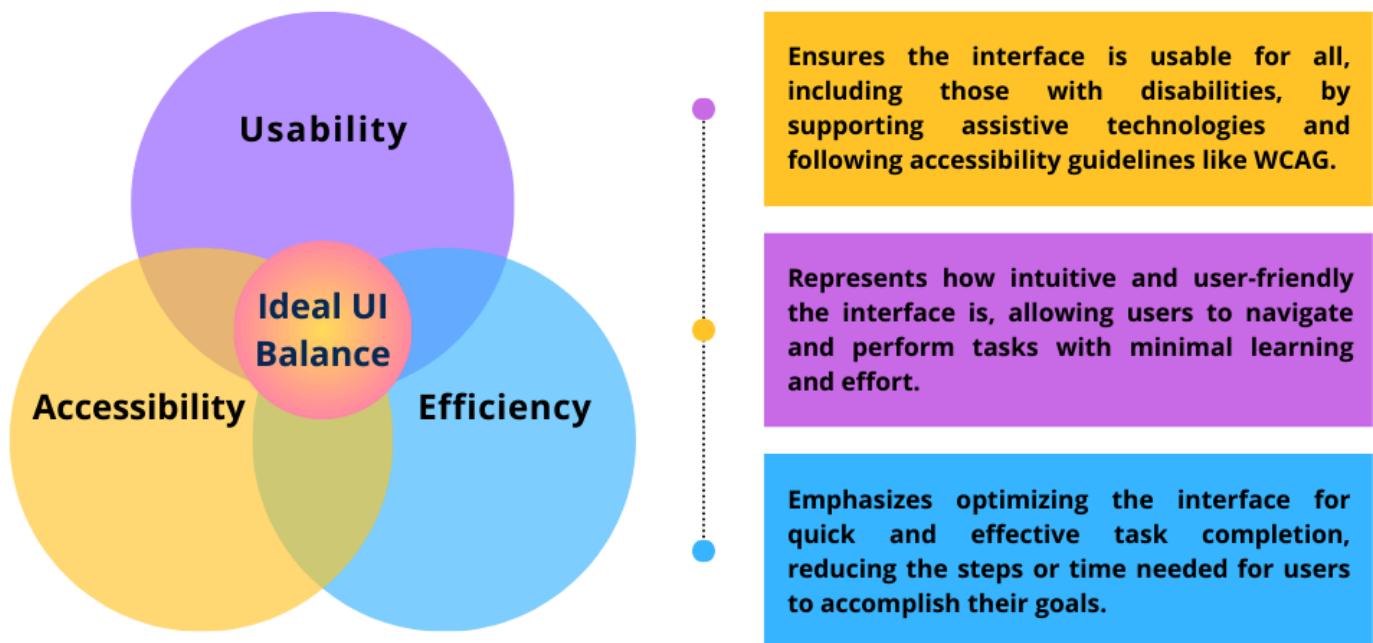 Usability
Ideal UI
Balance
Accessibility
Efficiency
Ensures the interface is usable for all,
including those with disabilities, by
supporting assistive technologies and
following accessibility guidelines like WCAG.
Represents how intuitive and user-friendly
the interface is, allowing users to navigate
and perform tasks with minimal learning
and effort.
Emphasizes optimizing the interface for
quick and effective task completion,
reducing the steps or time needed for users
to accomplish their goals.